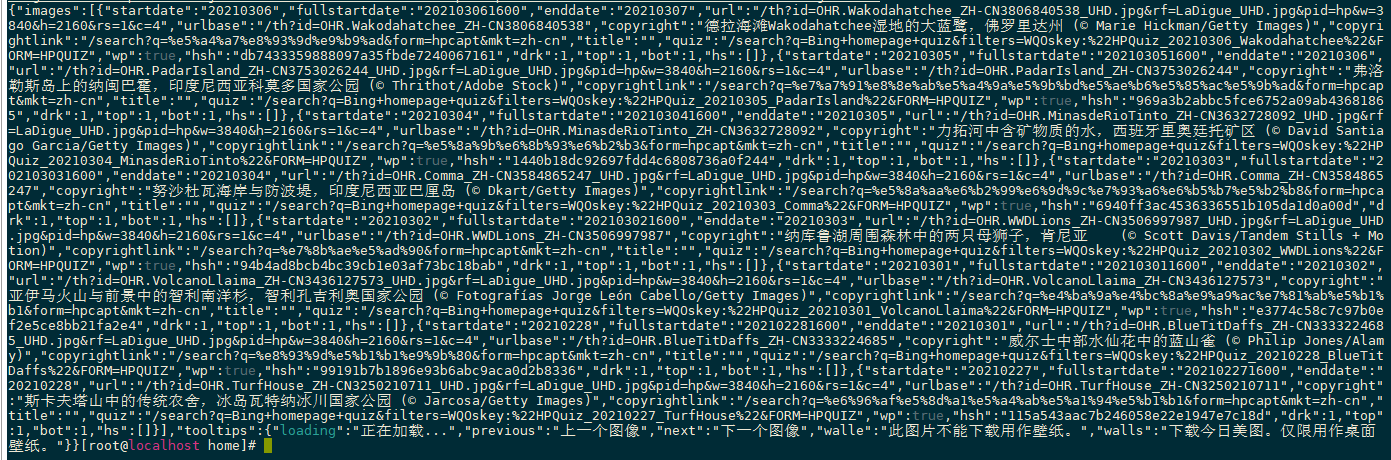 {"images":[{"startdate":"20210306","fullstartdate":"202103061600","enddate":"20210307","url":"/th?id=OHR.Wakodahatchee_ZH-CN3806840538_UHD.jpg&rf=LaDigue_UHD.jpg&pid=hp&w=3
840&h=2160&rs=1&c=4","urlbase":"/th?id=OHR.Wakodahatchee_ZH-CN3806840538","copyright":"德拉海滩Wakodahatchee湿地的大蓝鹭，佛罗里达州 (© Marie Hickman/Getty Images)","copyri
ghtlink":"/search?q=%e5%a4%a7%e8%93%9d%e9%b9%ad&form=hpcapt&mkt=zh-cn","title":"","quiz":"/search?q=Bing+homepage+quiz&filters=WQOskey:%22HPQuiz_20210306_Wakodahatchee%22&
FORM=HPQUIZ","wp":true,"hsh":"db7433359888097a35fbde7240067161","drk":1,"top":1,"bot":1,"hs":[]},{"startdate":"20210305","fullstartdate":"202103051600","enddate":"20210306",
"url":"/th?id=OHR.PadarIsland_ZH-CN3753026244_UHD.jpg&rf=LaDigue_UHD.jpg&pid=hp&w=3840&h=2160&rs=1&c=4","urlbase":"/th?id=OHR.PadarIsland_ZH-CN3753026244","copyright":"弗洛
勒斯岛上的纳闽巴霍，印度尼西亚科莫多国家公园 (© Thrithot/Adobe Stock)","copyrightlink":"/search?q=%e7%a7%91%e8%8e%ab%e5%a4%9a%e5%9b%bd%e5%ae%b6%e5%85%ac%e5%9b%ad&form=hpcap
t&mkt=zh-cn","title":"","quiz":"/search?q=Bing+homepage+quiz&filters=WQOskey:%22HPQuiz_20210305_PadarIsland%22&FORM=HPQUIZ","wp":true,"hsh":"969a3b2abbc5fce6752a09ab4368186
5","drk":1,"top":1,"bot":1,"hs":[]},{"startdate":"20210304","fullstartdate":"202103041600","enddate":"20210305","url":"/th?id=OHR.MinasdeRioTinto_ZH-CN3632728092_UHD.jpg&rf
=LaDigue_UHD.jpg&pid=hp&w=3840&h=2160&rs=1&c=4","urlbase":"/th?id=OHR.MinasdeRioTinto_ZH-CN3632728092","copyright":"力拓河中含矿物质的水，西班牙里奥廷托矿区 (© David Santia
go Garcia/Getty Images)","copyrightlink":"/search?q=%e5%8a%9b%e6%8b%93%e6%b2%b3&form=hpcapt&mkt=zh-cn","title":"","quiz":"/search?q=Bing+homepage+quiz&filters=WQOskey:%22HP
Quiz_20210304_MinasdeRioTinto%22&FORM=HPQUIZ","wp":true,"hsh":"1440b18dc92697fdd4c6808736a0f244","drk":1,"top":1,"bot":1,"hs":[]},{"startdate":"20210303","fullstartdate":"2
02103031600","enddate":"20210304","url":"/th?id=OHR.Comma_ZH-CN3584865247_UHD.jpg&rf=LaDigue_UHD.jpg&pid=hp&w=3840&h=2160&rs=1&c=4","urlbase":"/th?id=OHR.Comma_ZH-CN3584865
247","copyright":"努沙杜瓦海岸与防波堤，印度尼西亚巴厘岛 (© Dkart/Getty Images)","copyrightlink":"/search?q=%e5%8a%aa%e6%b2%99%e6%9d%9c%e7%93%a6%e6%b5%b7%e5%b2%b8&form=hpca
pt&mkt=zh-cn","title":"","quiz":"/search?q=Bing+homepage+quiz&filters=WQOskey:%22HPQuiz_20210303_Comma%22&FORM=HPQUIZ","wp":true,"hsh":"6940ff3ac4536336551b105da1d0a00d","d
rk":1,"top":1,"bot":1,"hs":[]},{"startdate":"20210302","fullstartdate":"202103021600","enddate":"20210303","url":"/th?id=OHR.WWDLions_ZH-CN3506997987_UHD.jpg&rf=LaDigue_UHD
.jpg&pid=hp&w=3840&h=2160&rs=1&c=4","urlbase":"/th?id=OHR.WWDLions_ZH-CN3506997987","copyright":"纳库鲁湖周围森林中的两只母狮子，肯尼亚    (© Scott Davis/Tandem Stills + Mo
tion)","copyrightlink":"/search?q=%e7%8b%ae%e5%ad%90&form=hpcapt&mkt=zh-cn","title":"","quiz":"/search?q=Bing+homepage+quiz&filters=WQOskey:%22HPQuiz_20210302_WWDLions%22&
FORM=HPQUIZ","wp":true,"hsh":"94b4ad8bcb4bc39cb1e03af73bc18bab","drk":1,"top":1,"bot":1,"hs":[]},{"startdate":"20210301","fullstartdate":"202103011600","enddate":"20210302",
"url":"/th?id=OHR.VolcanoLlaima_ZH-CN3436127573_UHD.jpg&rf=LaDigue_UHD.jpg&pid=hp&w=3840&h=2160&rs=1&c=4","urlbase":"/th?id=OHR.VolcanoLlaima_ZH-CN3436127573","copyright":"
亚伊马火山与前景中的智利南洋杉，智利孔吉利奥国家公园 (© Fotografías Jorge León Cabello/Getty Images)","copyrightlink":"/search?q=%e4%ba%9a%e4%bc%8a%e9%a9%ac%e7%81%ab%e5%b1%
b1&form=hpcapt&mkt=zh-cn","title":"","quiz":"/search?q=Bing+homepage+quiz&filters=WQOskey:%22HPQuiz_20210301_VolcanoLlaima%22&FORM=HPQUIZ","wp":true,"hsh":"e3774c58c7c97b0e
f2e5ce8bb21fa2e4","drk":1,"top":1,"bot":1,"hs":[]},{"startdate":"20210228","fullstartdate":"202102281600","enddate":"20210301","url":"/th?id=OHR.BlueTitDaffs_ZH-CN33332246
85_UHD.jpg&rf=LaDigue_UHD.jpg&pid=hp&w=3840&h=2160&rs=1&c=4","urlbase":"/th?id=OHR.BlueTitDaffs_ZH-CN3333224685","copyright":"威尔士中部水仙花中的蓝山雀 (© Philip Jones/Alam
y)","copyrightlink":"/search?q=%e8%93%9d%e5%b1%b1%e9%9b%80&form=hpcapt&mkt=zh-cn","title":"","quiz":"/search?q=Bing+homepage+quiz&filters=WQOskey:%22HPQuiz_20210228_BlueTit
Daffs%22&FORM=HPQUIZ","wp":true,"hsh":"99191b7b1896e93b6abc9aca0d2b8336","drk":1,"top":1,"bot":1,"hs":[]},{"startdate":"20210227","fullstartdate":"202102271600","enddate":"
20210228","url":"/th?id=OHR.TurfHouse_ZH-CN3250210711_UHD.jpg&rf=LaDigue_UHD.jpg&pid=hp&w=3840&h=2160&rs=1&c=4","urlbase":"/th?id=OHR.TurfHouse_ZH-CN3250210711","copyright"
:"斯卡夫塔山中的传统农舍，冰岛瓦特纳冰川国家公园 (© Jarcosa/Getty Images)","copyrightlink":"/search?q=%e6%96%af%e5%8d%a1%e5%a4%ab%e5%a1%94%e5%b1%b1&form=hpcapt&mkt=zh-cn","
title":"","quiz":"/search?q=Bing+homepage+quiz&filters=WQOskey:%22HPQuiz_20210227_TurfHouse%22&FORM=HPQUIZ","wp":true,"hsh":"115a543aac7b246058e22e1947e7c18d","drk":1,"top"
:1,"bot":1,"hs":[]}],"tooltips":{"loading":"正在加载...","previous":"上一个图像","next":"下一个图像","walle":"此图片不能下载用作壁纸。","walls":"下载今日美图。仅限用作桌面
壁纸。"}}[root@localhost home]#